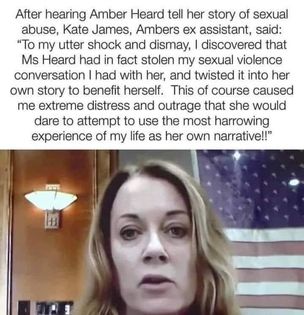 After hearing Amber Heard tell her story of sexual
abuse, Kate James, Ambers ex assistant, said:
“To my utter shock and dismay, I discovered that
Ms Heard had in fact stolen my sexual violence
conversation I had with her, and twisted it into her
own story to benefit herself.  This of course caused
me extreme distress and outrage that she would
dare to attempt to use the most harrowing
experience of my life as her own narrative!!”